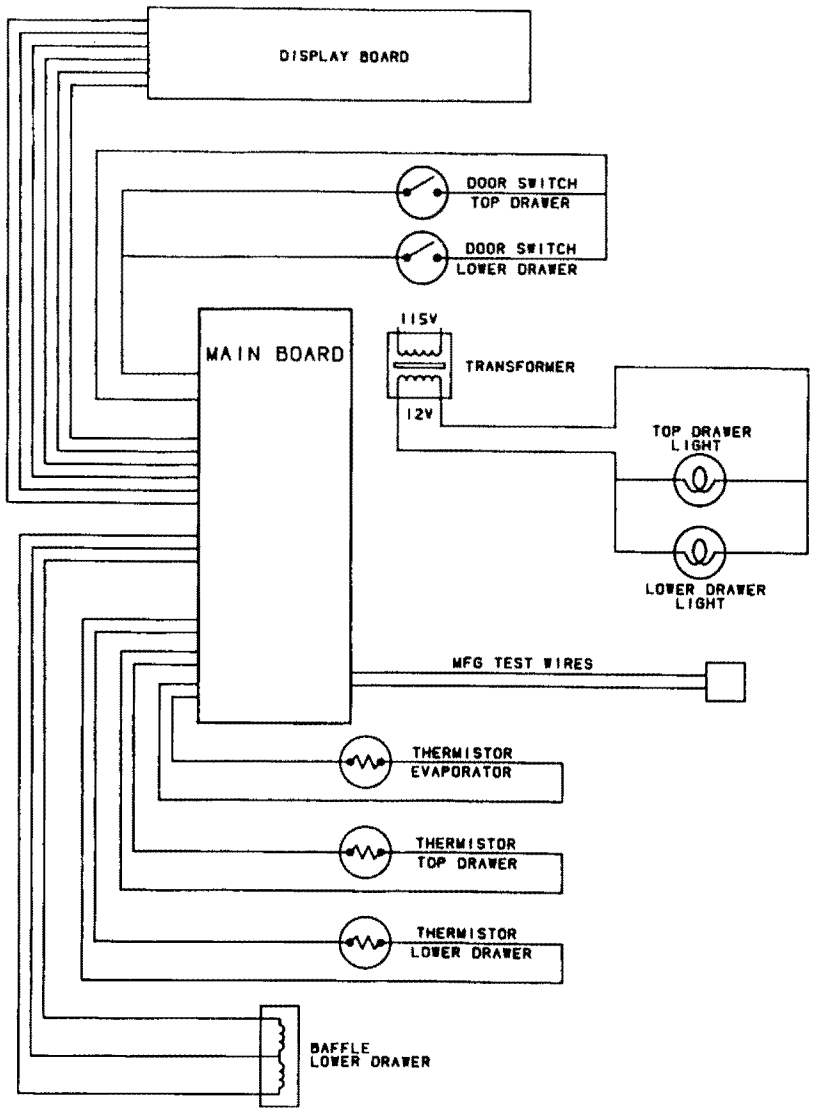 DISPLAY BOARD
DOOR SWITCH
TOP DRAWER
DOOR SWITCH
LOWER DRAWER
115V
MAIN BOARD
TRANSFORMER
12V
TOP DRAWER
LIGHT
LOWER DRAWER
LIGHT
MFG TEST WIRES
THERMISTOR
EVAPORATOR
THERMISTOR
TOP DRAWER
THERMISTOR
LOWER DRAWER
BAFFLE
LOWER DRAWER